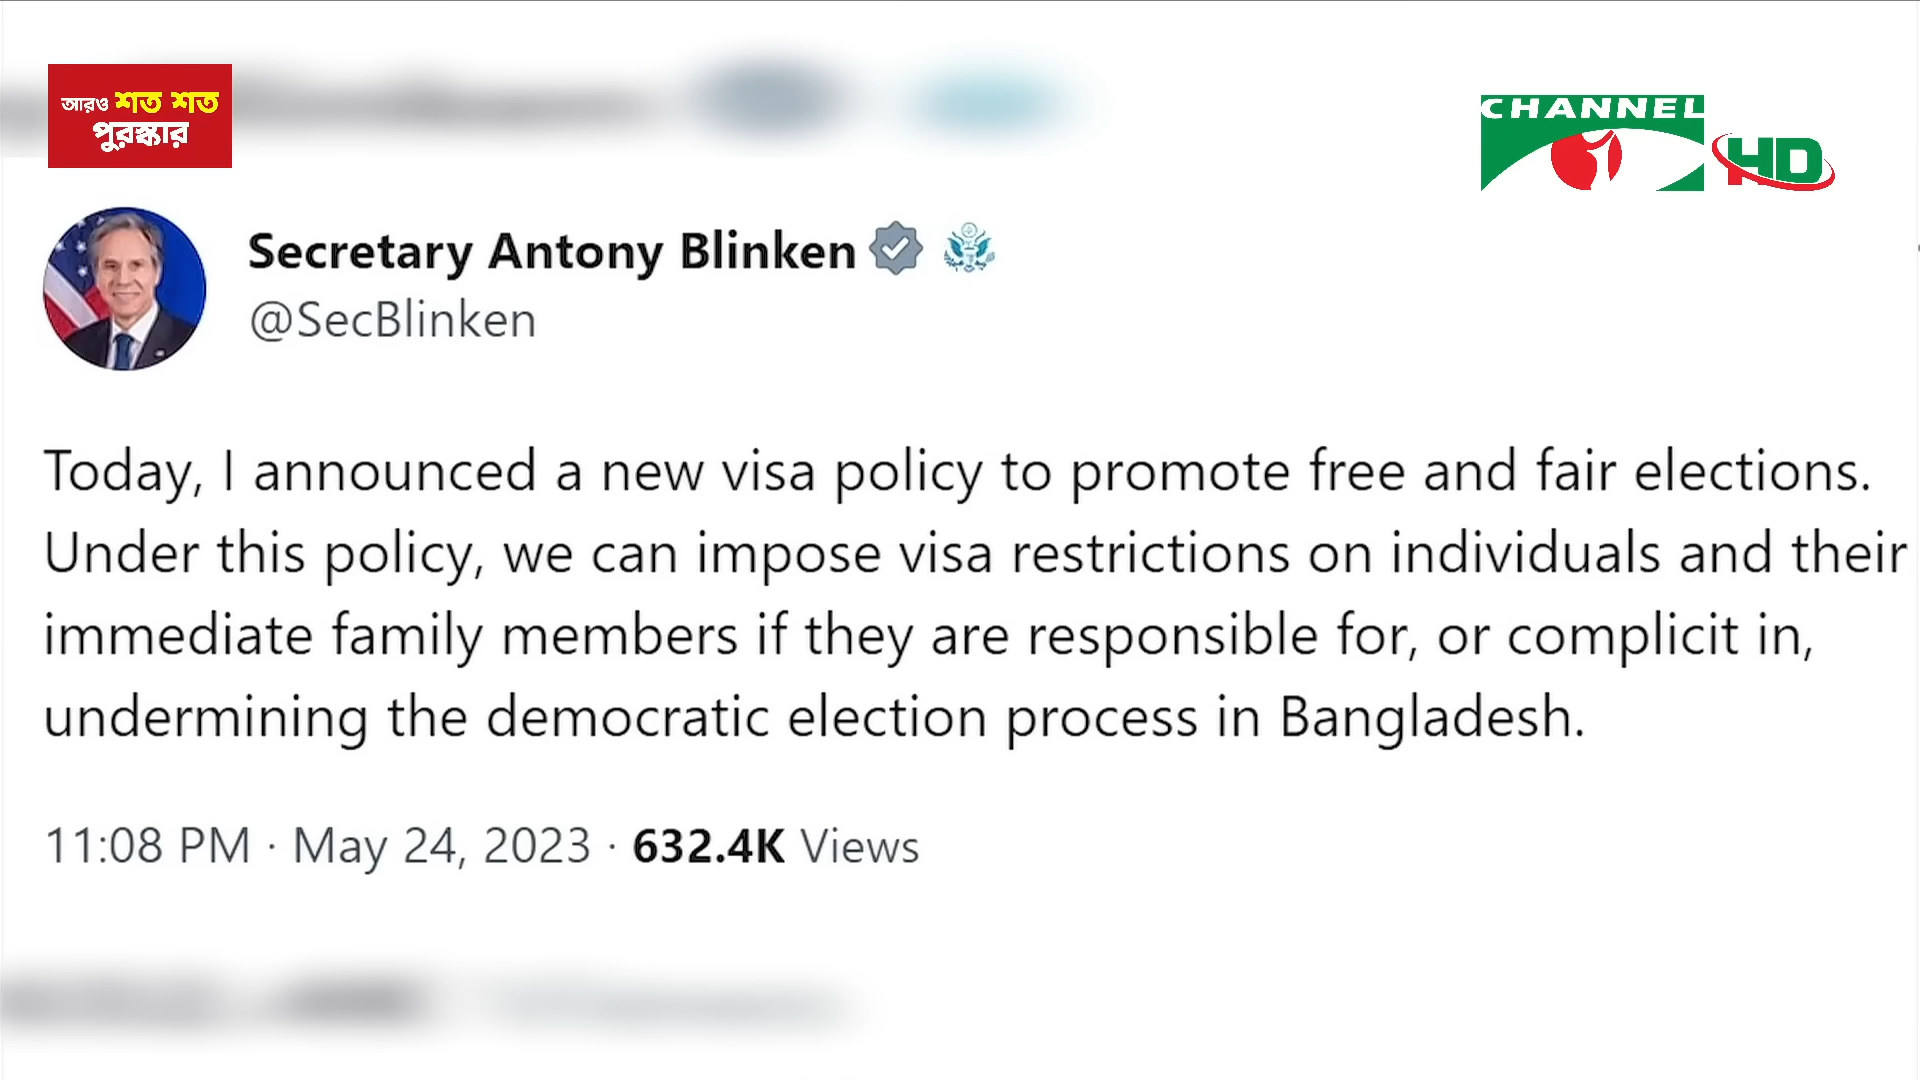 আরও শত শত
পুরস্কার
CHANNEL
HD
Secretary Antony Blinken
@SecBlinken
Today, I announced a new visa policy to promote free and fair elections.
Under this policy, we can impose visa restrictions on individuals and their
immediate family members if they are responsible for, or complicit in,
undermining the democratic election process in Bangladesh.
11:08 PM · May 24, 2023 · 632.4K Views